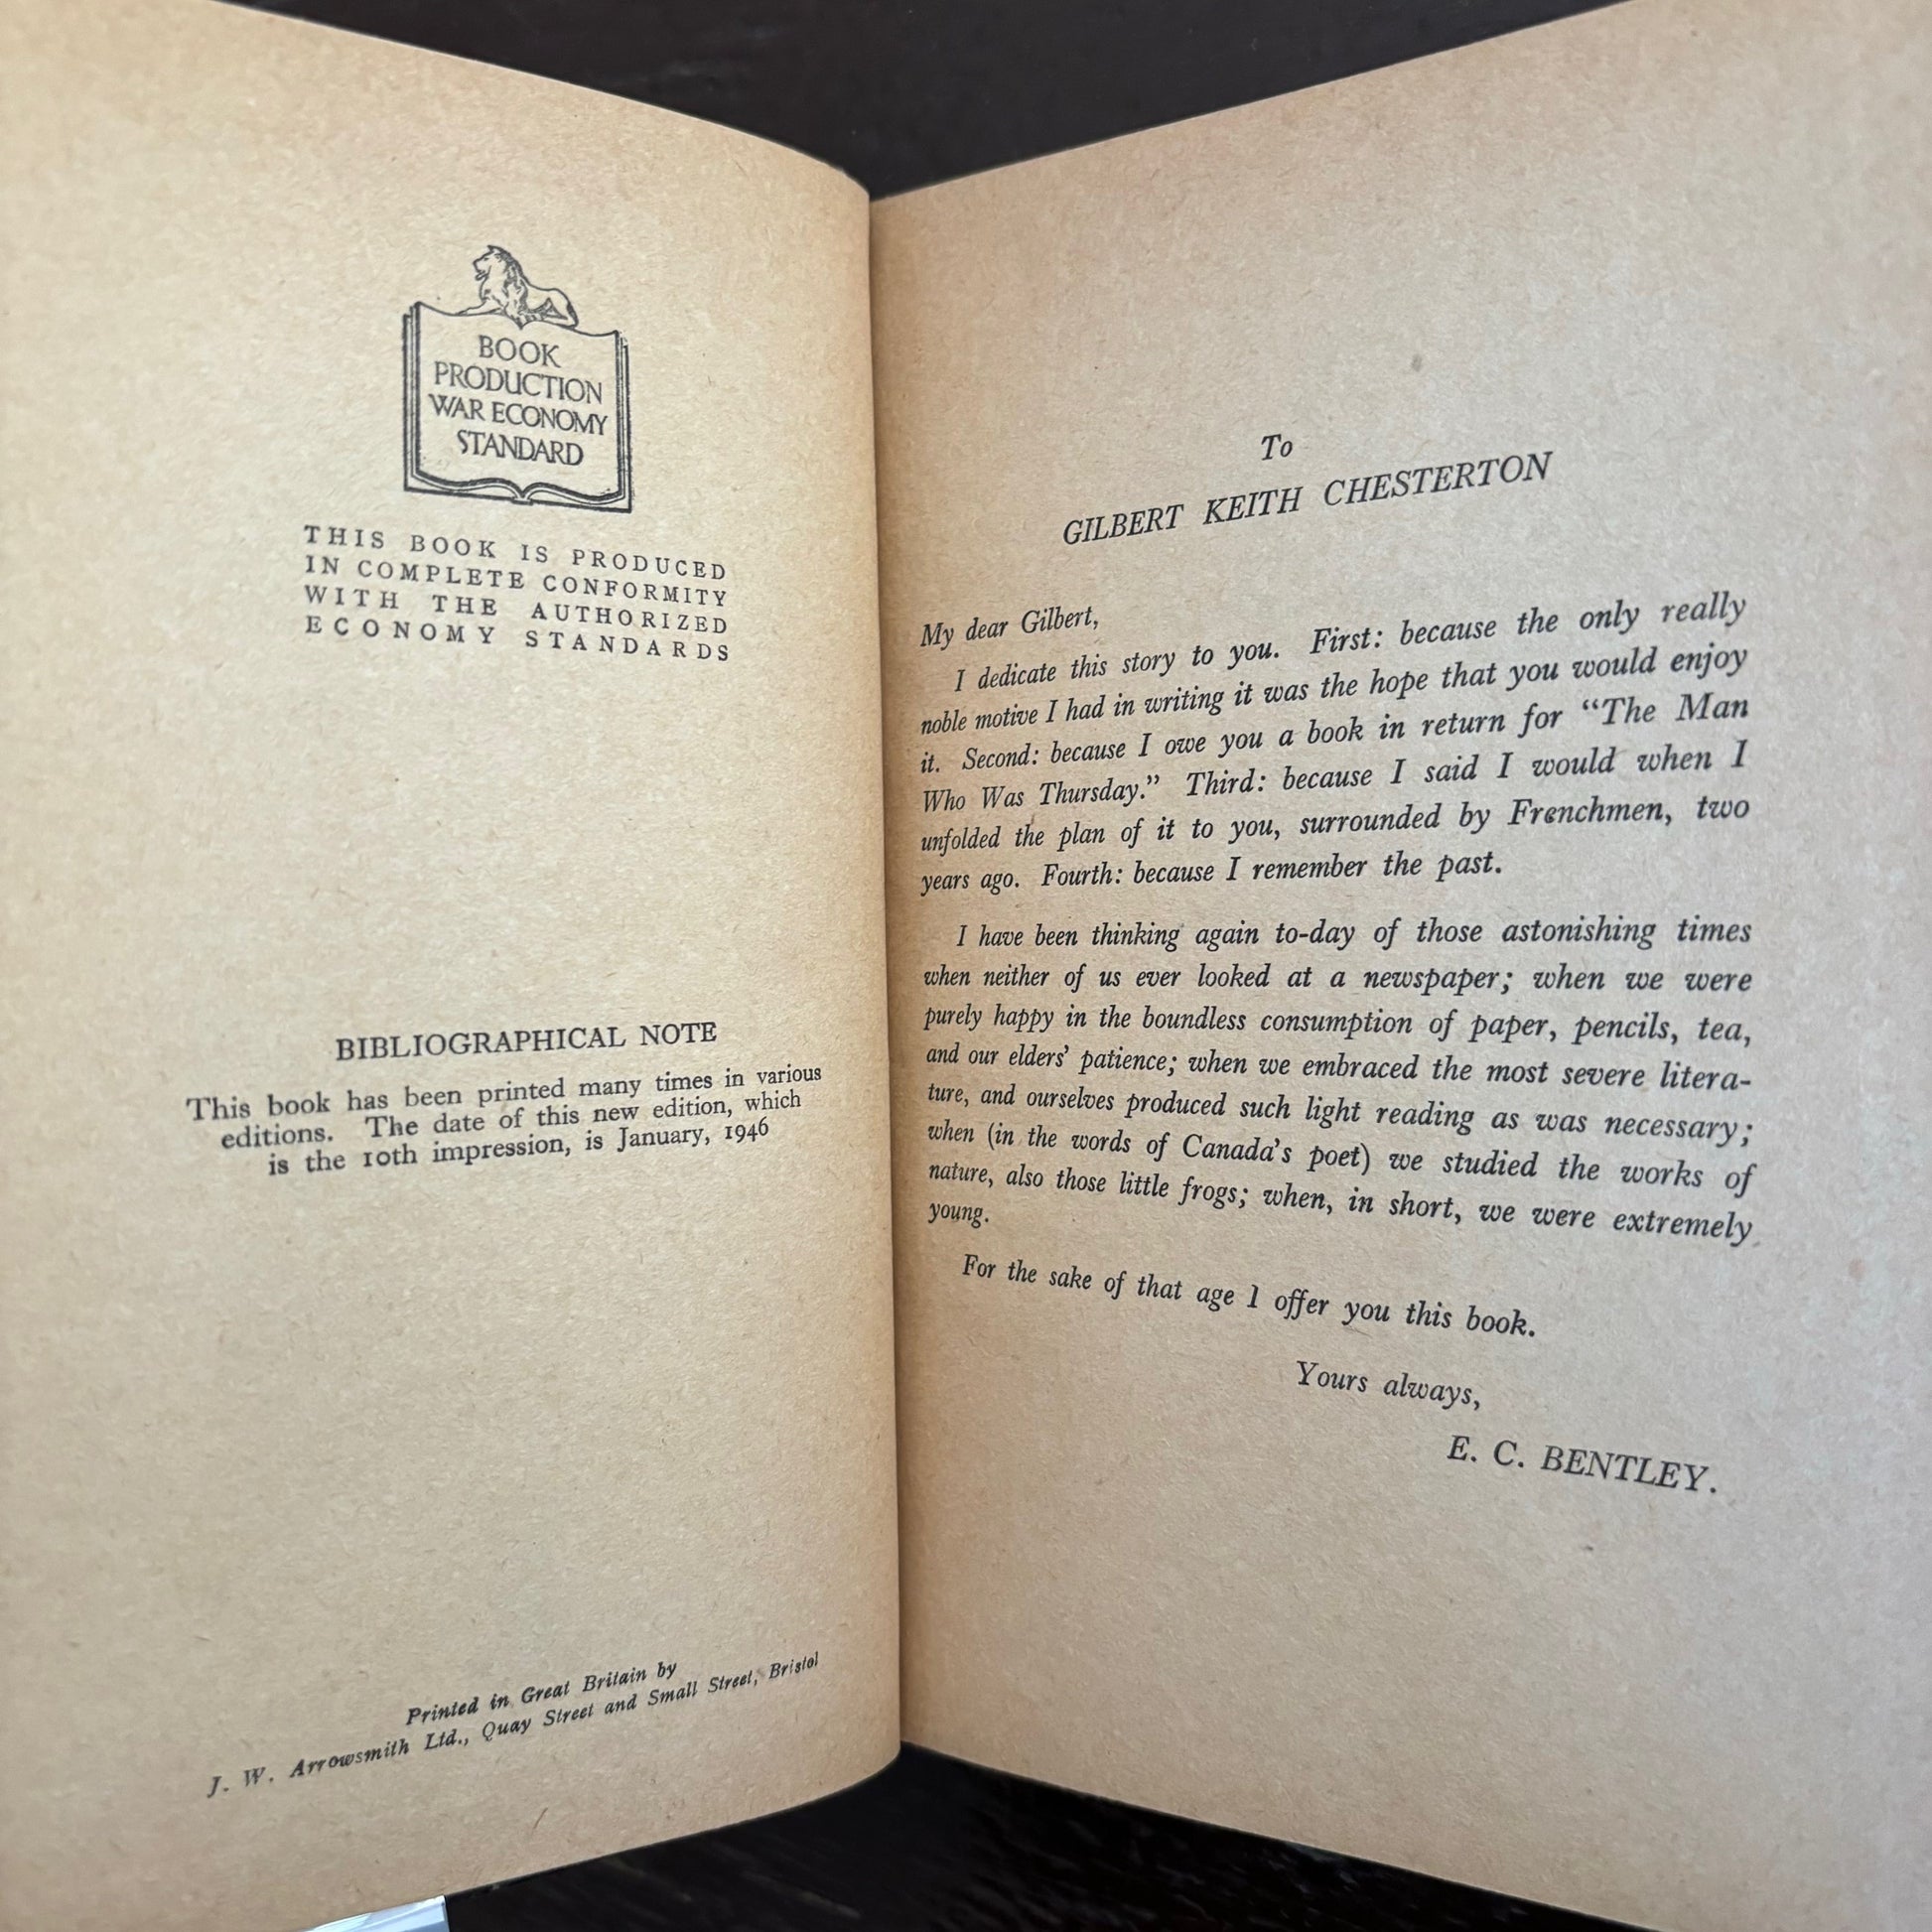 BOOK
PRODUCTION
WAR ECONOMY
STANDARD
THIS BOOK IS PRODUCED
IN COMPLETE CONFORMITY
WITH THE AUTHORIZED
ECONOMY STANDARDS
BIBLIOGRAPHICAL NOTE
This book has been printed many times in various
editions. The date of this new edition, which
is the 10th impression, is January, 1946
Printed in Great Britain by
J. W. Arrowsmith Ltd., Quay Street and Small Street, Bristol
To
GILBERT KEITH CHESTERTON
My dear Gilbert,
I dedicate this story to you. First: because the only really
noble motive I had in writing it was the hope that you would enjoy
it. Second: because I owe you a book in return for “The Man
Who Was Thursday.” Third: because I said I would when I
unfolded the plan of it to you, surrounded by Frenchmen, two
years ago. Fourth: because I remember the past.
I have been thinking again to-day of those astonishing times
when neither of us ever looked at a newspaper; when we were
purely happy in the boundless consumption of paper, pencils, tea,
and our elders’ patience; when we embraced the most severe litera-
ture, and ourselves produced such light reading as was necessary;
when (in the words of Canada’s poet) we studied the works of
nature, also those little frogs; when, in short, we were extremely
young.
For the sake of that age I offer you this book.
Yours always,
E. C. BENTLEY.